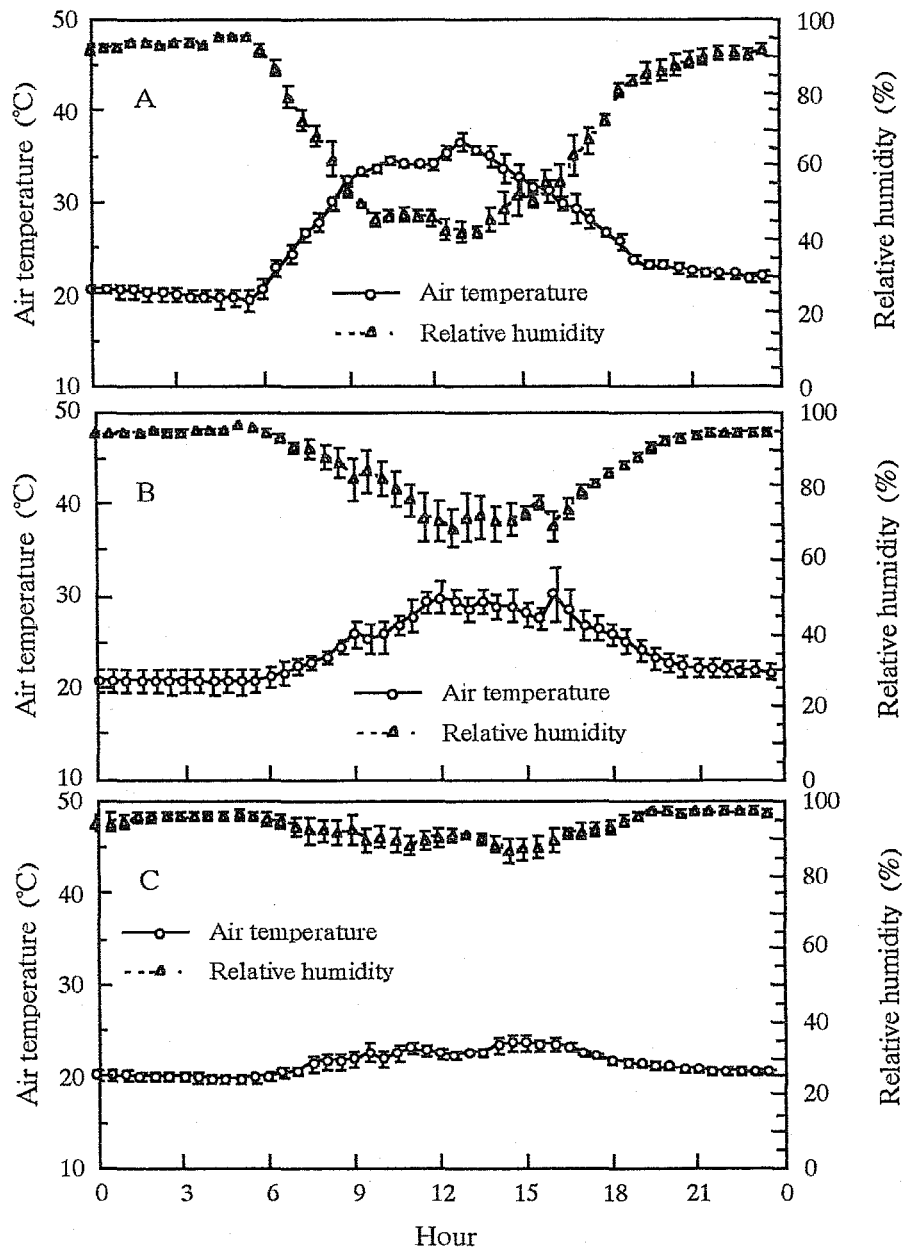 50
40
30
20
10
Air temperature (℃)
A
Air temperature
Relative humidity
100
80
60
40
20
0
Relative humidity (%)
50
40
30
20
10
Air temperature (℃)
B
Air temperature
Relative humidity
100
80
60
40
20
0
Relative humidity (%)
50
40
30
20
10
Air temperature (℃)
C
Air temperature
Relative humidity
100
80
60
40
20
0
Relative humidity (%)
0 3 6 9 12 15 18 21 0
Hour